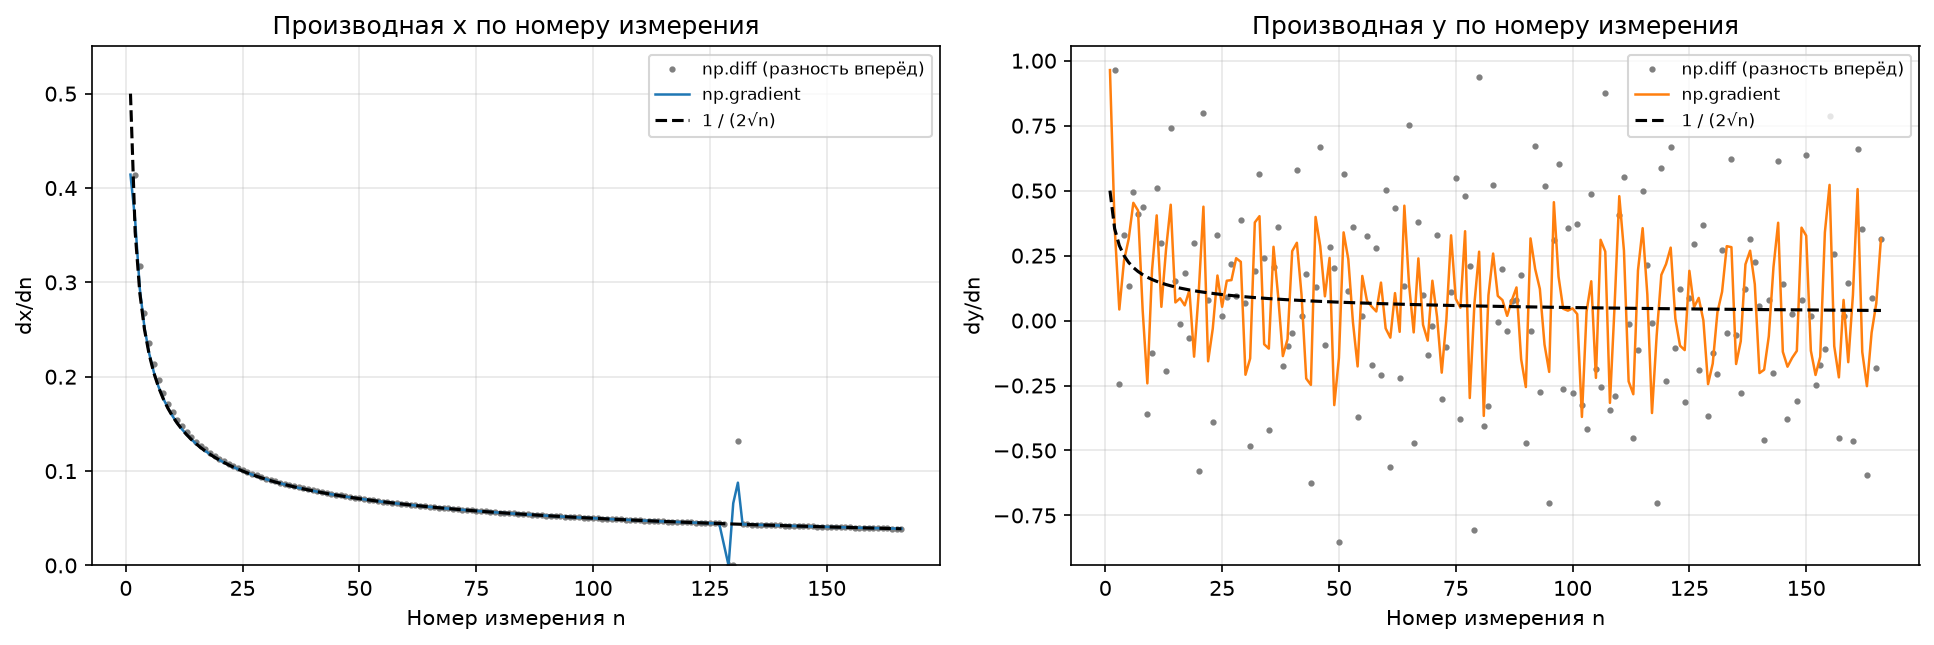 Производная x по номеру измерения
np.diff (разность вперёд)
np.gradient
1 / (2√n)
0.5
0.4
0.3
0.2
0.1
0.0
dx/dn
0 25 50 75 100 125 150
Номер измерения n
Производная y по номеру измерения
np.diff (разность вперёд)
np.gradient
1 / (2√n)
1.00
0.75
0.50
0.25
0.00
−0.25
−0.50
−0.75
dy/dn
0 25 50 75 100 125 150
Номер измерения n